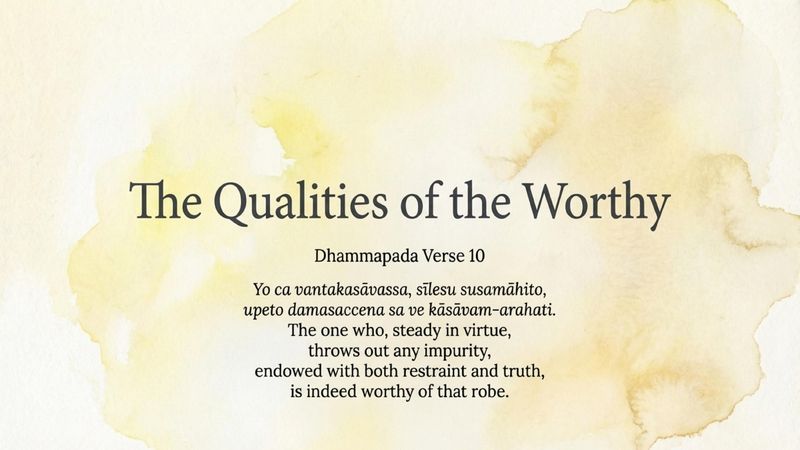 The Qualities of the Worthy
Dhammapada Verse 10
Yo ca vantakasāvassa, sīlesu susamāhito,
upeto damasaccena sa ve kāsāvam-arahati.
The one who, steady in virtue,
throws out any impurity,
endowed with both restraint and truth,
is indeed worthy of that robe.